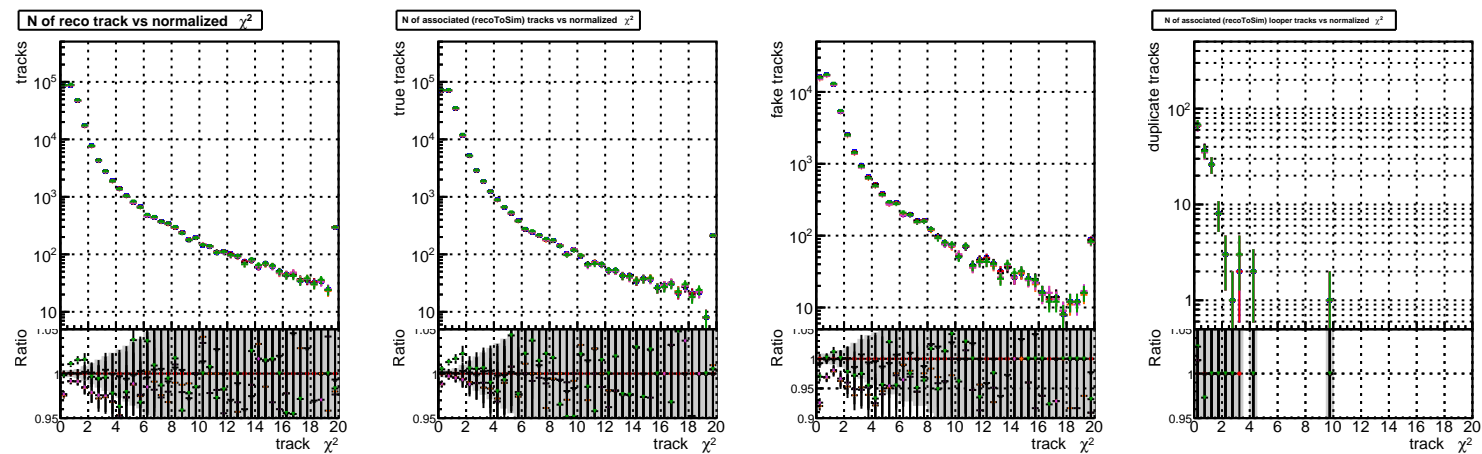 N of reco track vs normalized χ²
tracks
10⁵
10⁴
10³
10²
10
Ratio
1.05
1
0.95
0 2 4 6 8 10 12 14 16 18 20
track χ²
N of associated (recoToSim) tracks vs normalized χ²
true tracks
10⁵
10⁴
10³
10²
10
Ratio
1.05
1
0.95
0 2 4 6 8 10 12 14 16 18 20
track χ²
fake tracks
10⁴
10³
10²
10
Ratio
1
0.95
0.9
0 2 4 6 8 10 12 14 16 18 20
track χ²
N of associated (recoToSim) looper tracks vs normalized χ²
duplicate tracks
10²
10
1
Ratio
1.05
1
0.95
0 2 4 6 8 10 12 14 16 18 20
track χ²